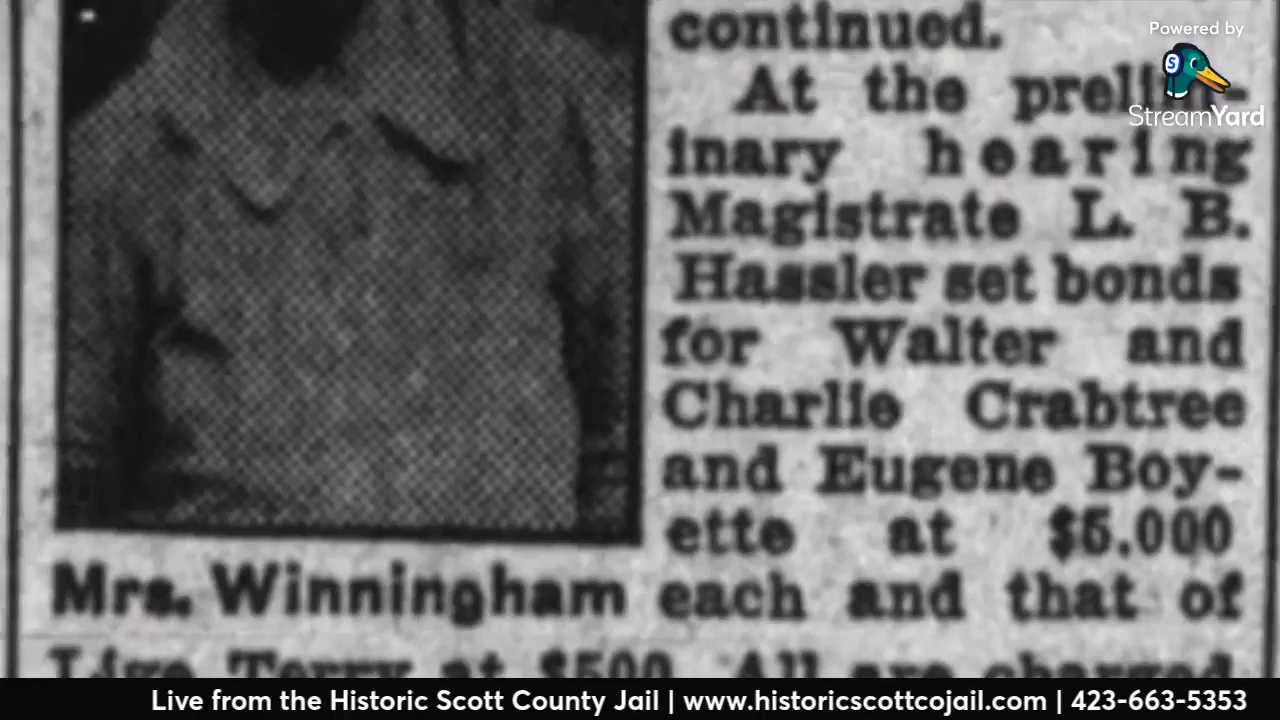 continued.
At the prelim-
inary hearing
Magistrate L. B.
Hassler set bonds
for Walter and
Charlie Crabtree
and Eugene Boy-
ette at $5.000
each and that of
Mrs. Winningham
Live Terry at $500. All are charged
Powered by
StreamYard
Live from the Historic Scott County Jail | www.historicscottcojail.com | 423-663-5353